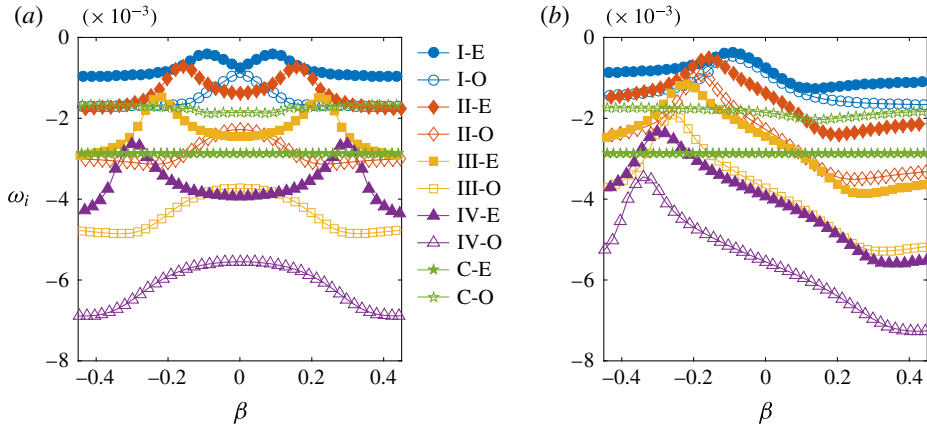 (a) (× 10−3) (b) (× 10−3)
0 0
−2 −2
−4 −4
−6 −6
−8 −8
ωi
I-E
I-O
II-E
II-O
III-E
III-O
IV-E
IV-O
C-E
C-O
−0.4 −0.2 0 0.2 0.4 −0.4 −0.2 0 0.2 0.4
β β